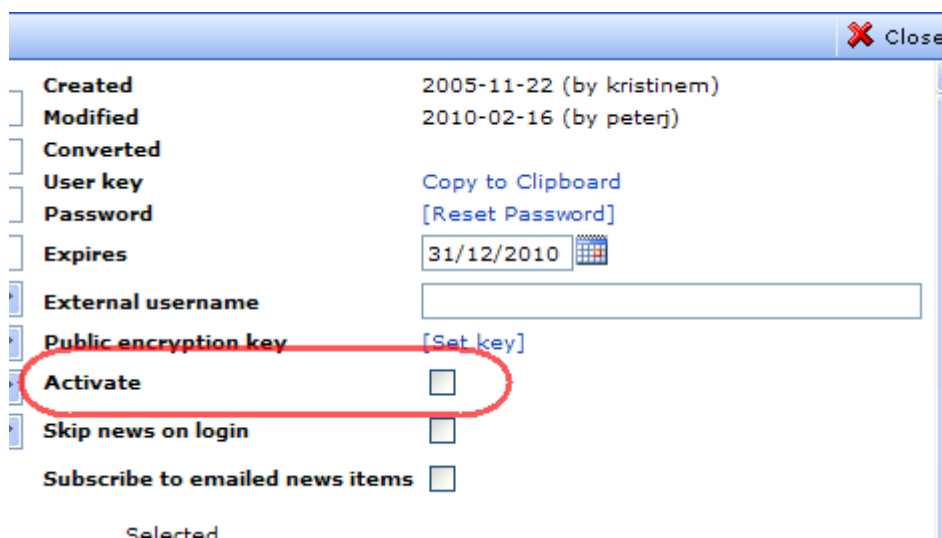 Close
Created 2005-11-22 (by kristinem)
Modified 2010-02-16 (by peterj)
Converted
User key Copy to Clipboard
Password [Reset Password]
Expires 31/12/2010
External username
Public encryption key [Set key]
Activate
Skip news on login
Subscribe to emailed news items
Selected